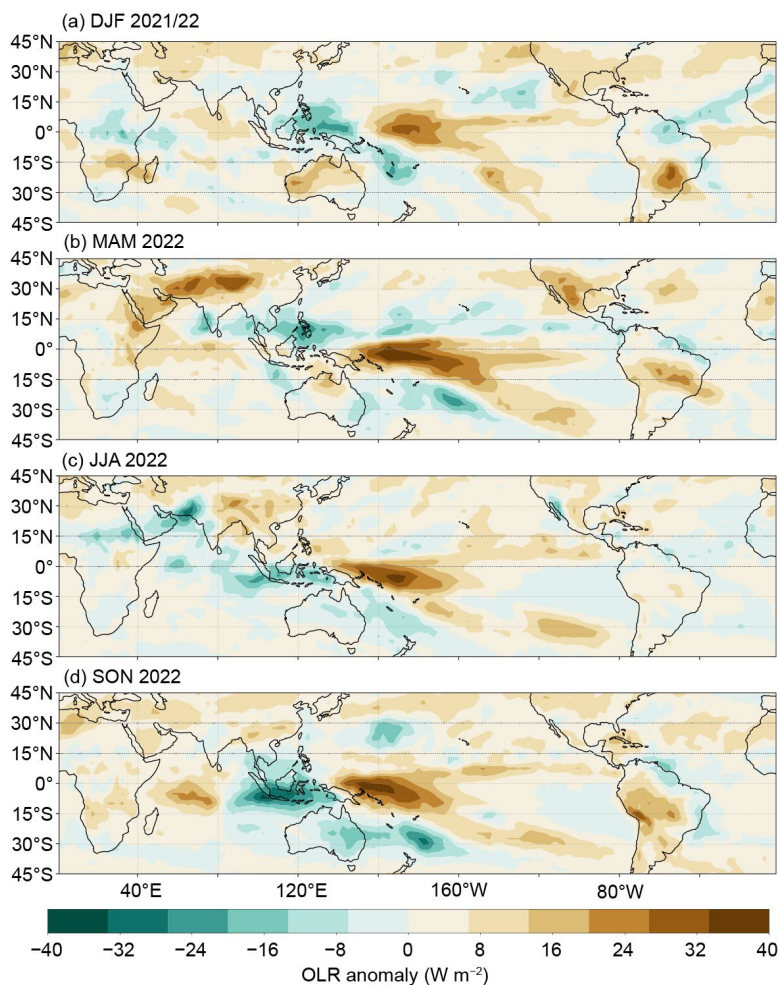 (a) DJF 2021/22
45°N
30°N
15°N
0°
15°S
30°S
45°S
(b) MAM 2022
45°N
30°N
15°N
0°
15°S
30°S
45°S
(c) JJA 2022
45°N
30°N
15°N
0°
15°S
30°S
45°S
(d) SON 2022
45°N
30°N
15°N
0°
15°S
30°S
45°S
40°E 120°E 160°W 80°W
−40 −32 −24 −16 −8 0 8 16 24 32 40
OLR anomaly (W m⁻²)